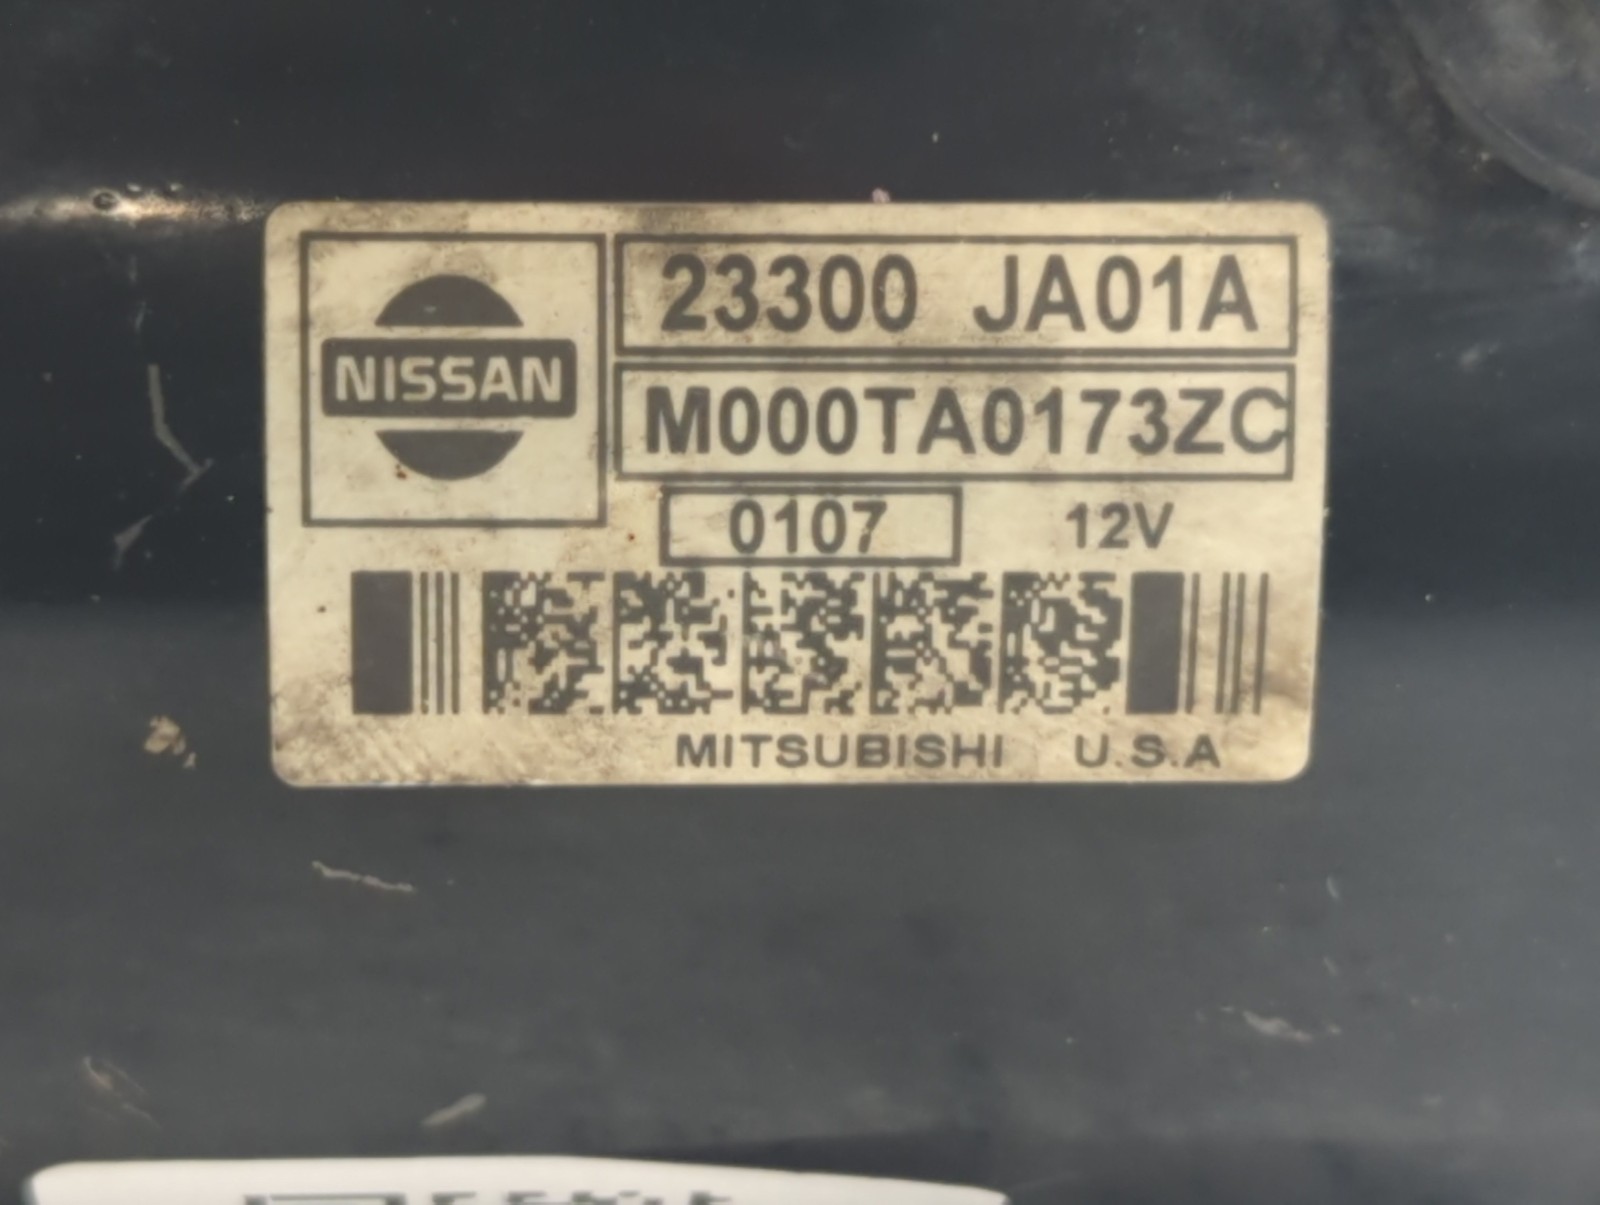 NISSAN
23300 JA01A
M000TA0173ZC
0107 12V
MITSUBISHI U.S.A